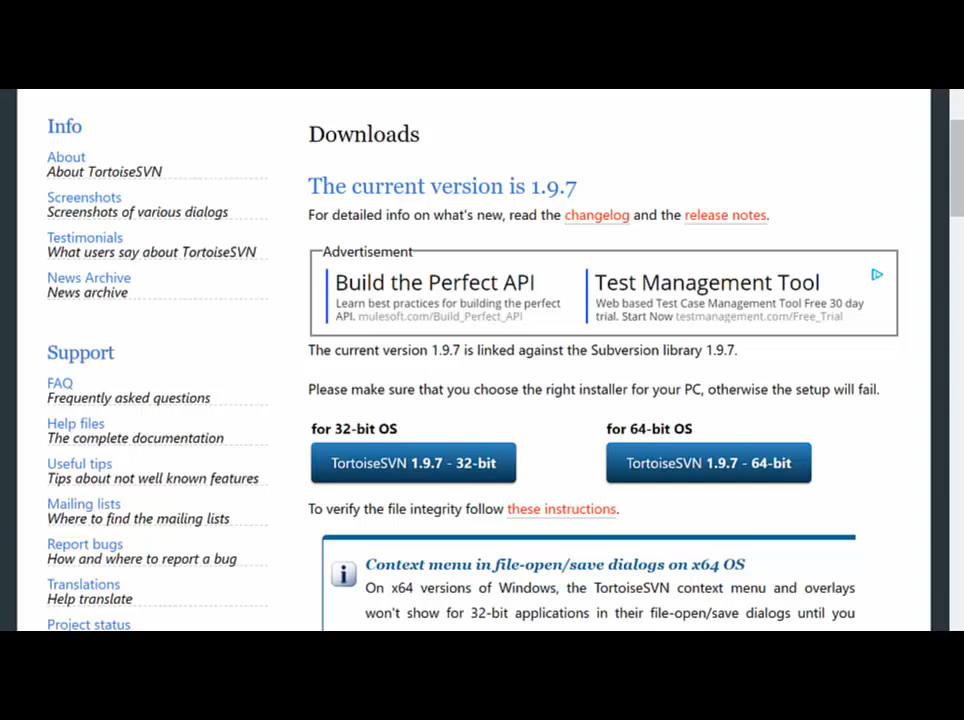 Info
About
About TortoiseSVN
Screenshots
Screenshots of various dialogs
Testimonials
What users say about TortoiseSVN
News Archive
News archive
Support
FAQ
Frequently asked questions
Help files
The complete documentation
Useful tips
Tips about not well known features
Mailing lists
Where to find the mailing lists
Report bugs
How and where to report a bug
Translations
Help translate
Project status
Downloads
The current version is 1.9.7
For detailed info on what's new, read the changelog and the release notes.
Advertisement
Build the Perfect API
Learn best practices for building the perfect
API. mulesoft.com/Build_Perfect_API
Test Management Tool
Web based Test Case Management Tool Free 30 day
trial. Start Now testmanagement.com/Free_Trial
The current version 1.9.7 is linked against the Subversion library 1.9.7.
Please make sure that you choose the right installer for your PC, otherwise the setup will fail.
for 32-bit OS
TortoiseSVN 1.9.7 - 32-bit
for 64-bit OS
TortoiseSVN 1.9.7 - 64-bit
To verify the file integrity follow these instructions.
Context menu in file-open/save dialogs on x64 OS
On x64 versions of Windows, the TortoiseSVN context menu and overlays
won't show for 32-bit applications in their file-open/save dialogs until you